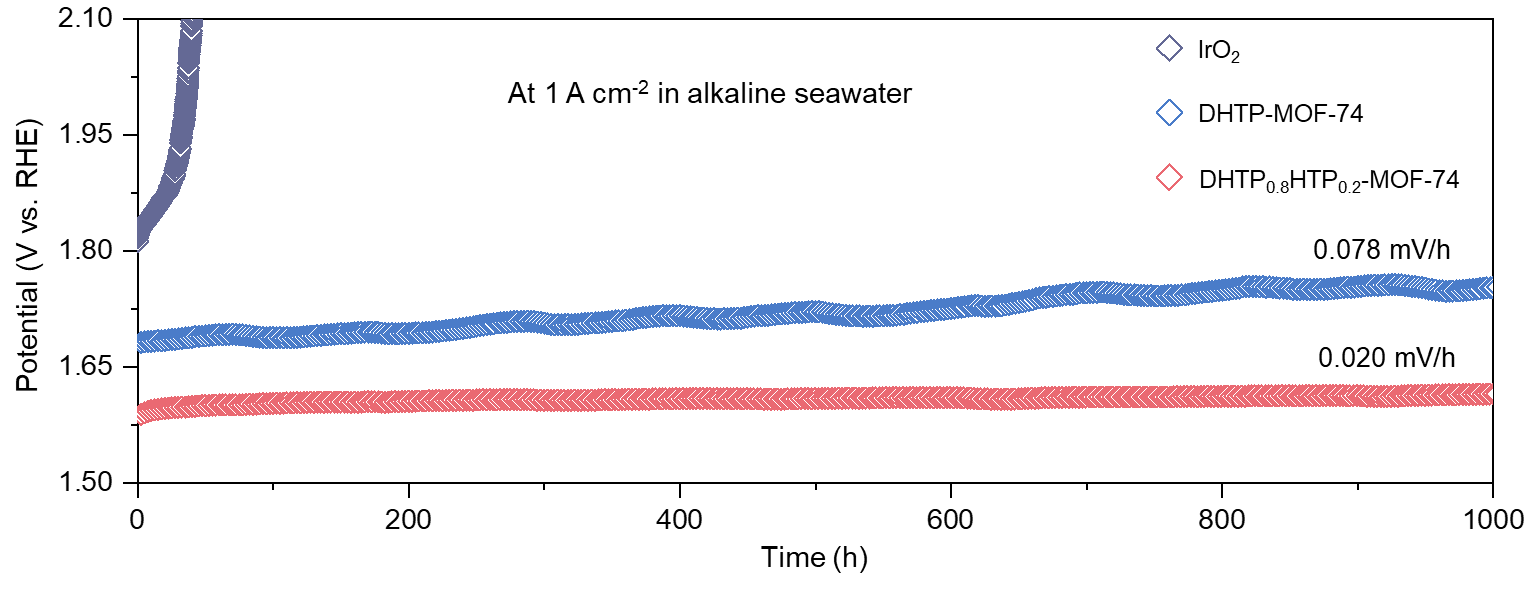 2.10
1.95
1.80
1.65
1.50
Potential (V vs. RHE)
At 1 A cm⁻² in alkaline seawater
IrO₂
DHTP-MOF-74
DHTP₀.₈HTP₀.₂-MOF-74
0.078 mV/h
0.020 mV/h
0 200 400 600 800 1000
Time (h)